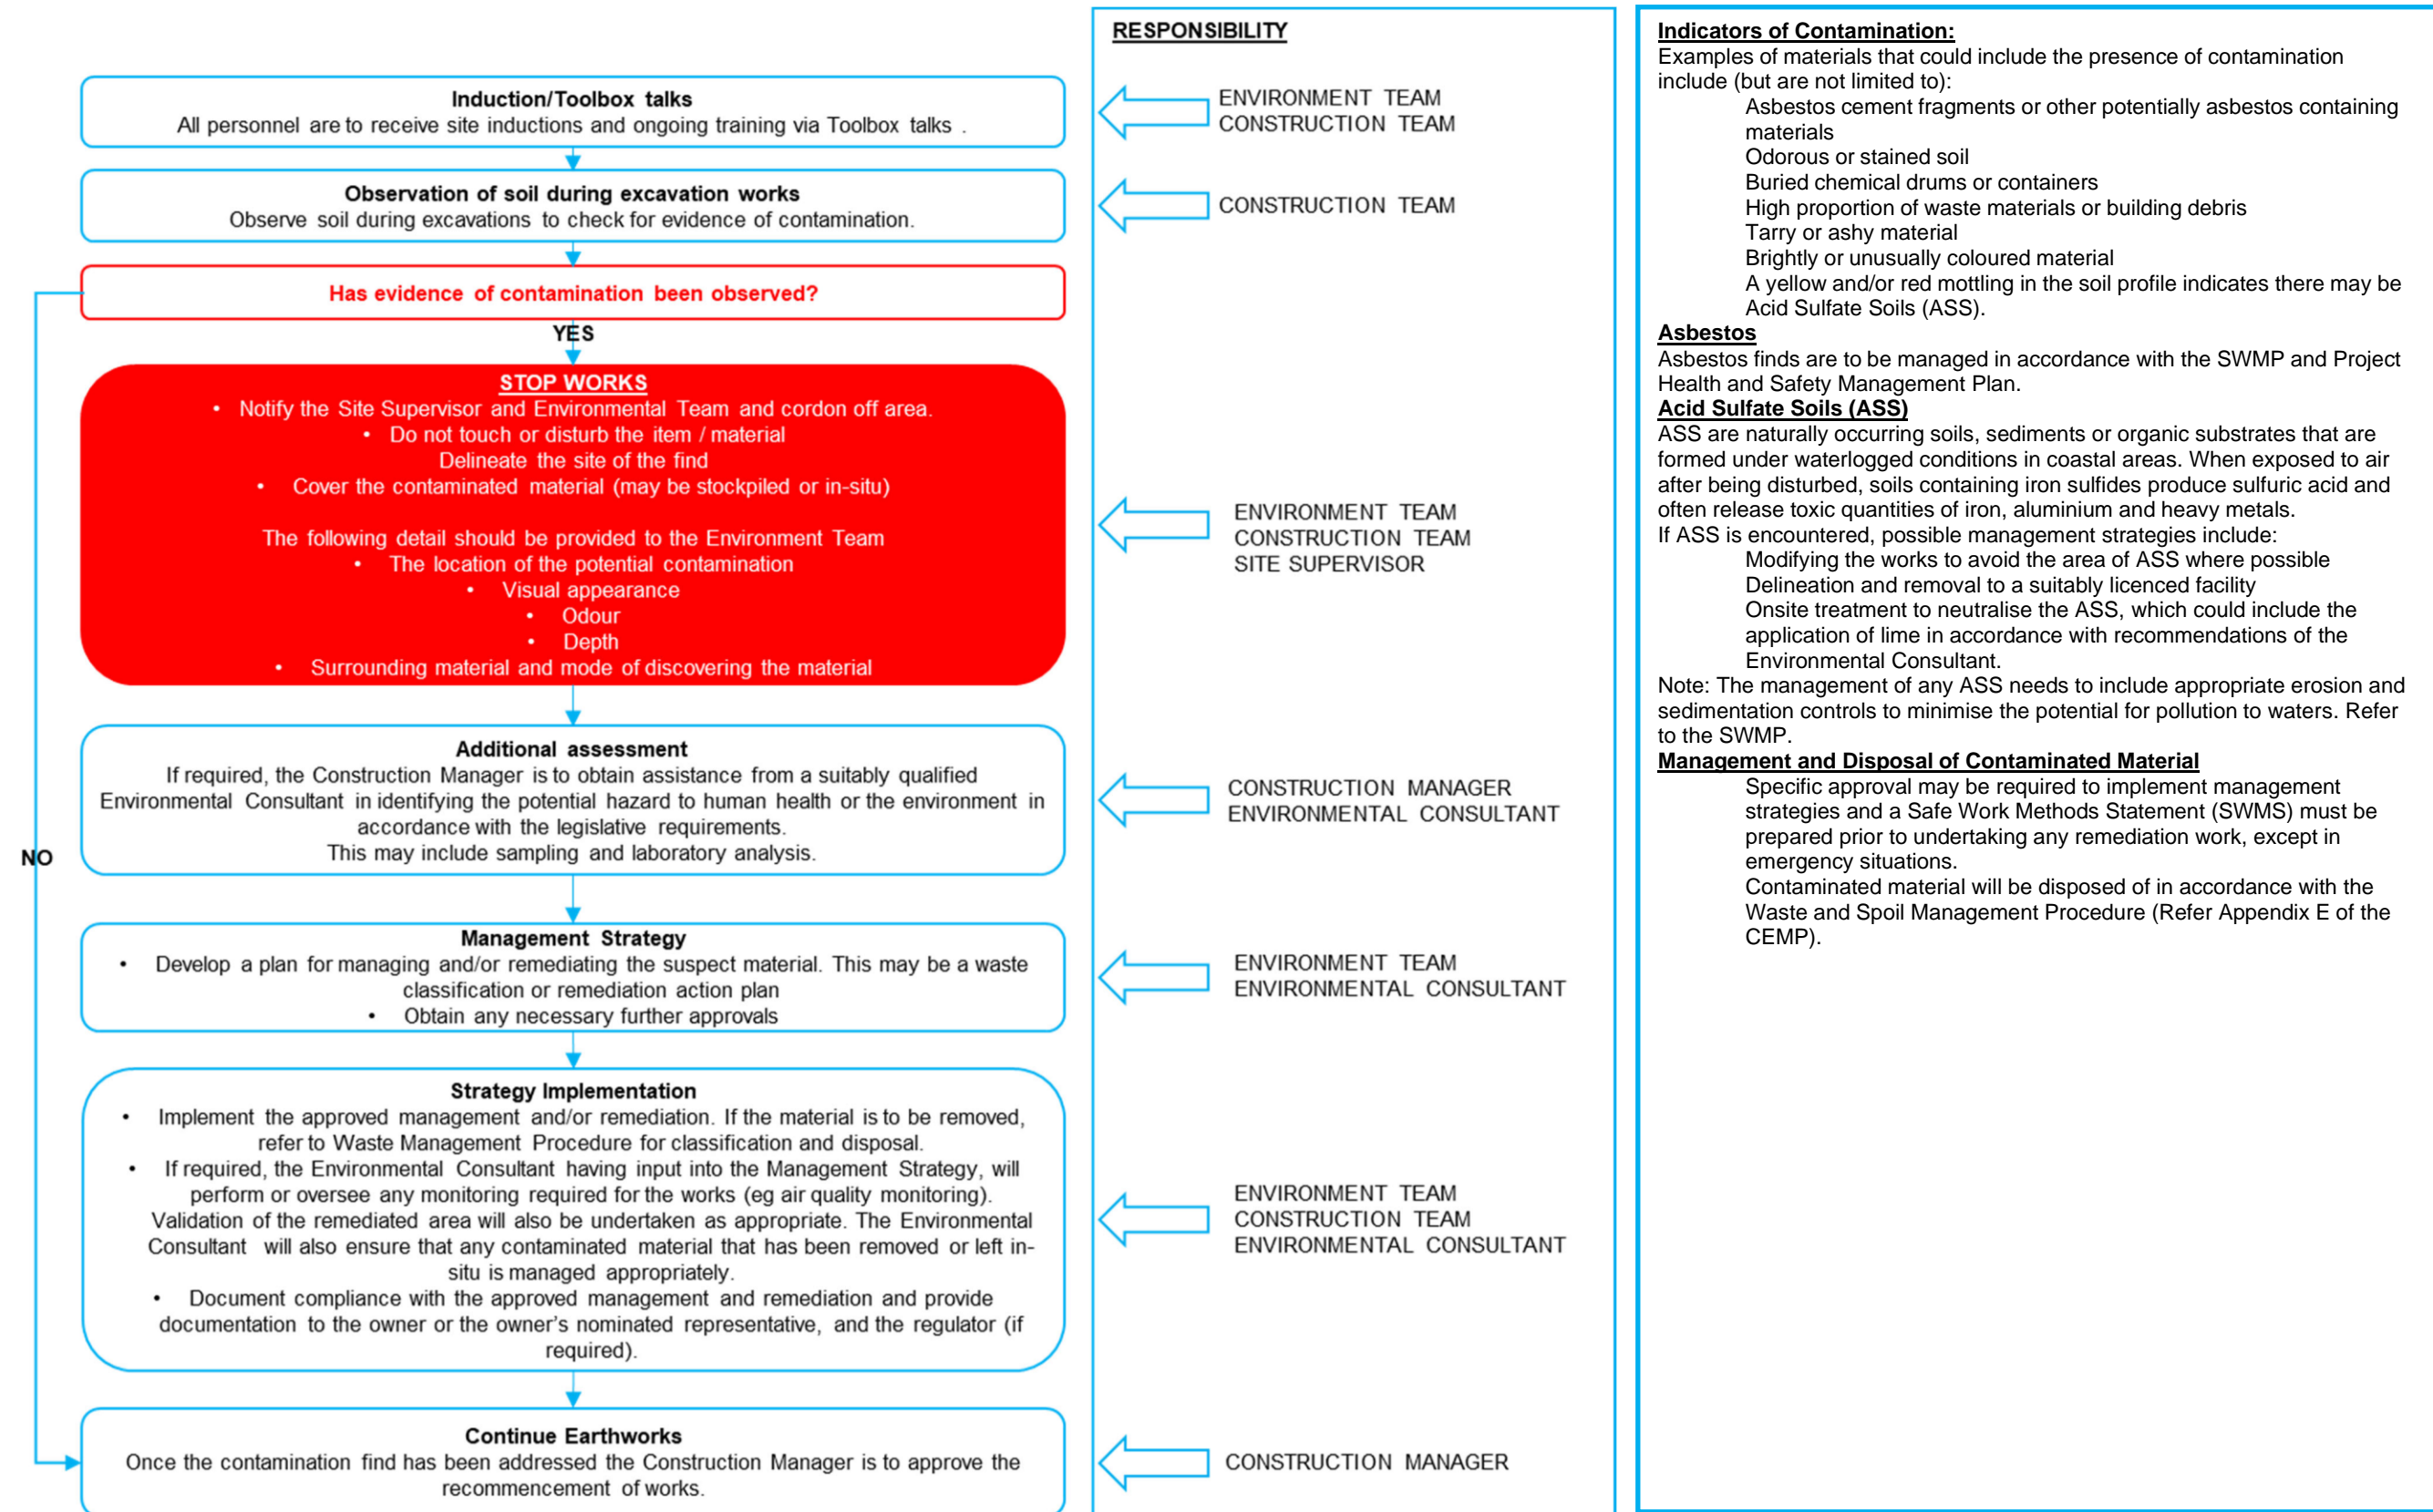 Induction/Toolbox talks
All personnel are to receive site inductions and ongoing training via Toolbox talks .
Observation of soil during excavation works
Observe soil during excavations to check for evidence of contamination.
Has evidence of contamination been observed?
YES
STOP WORKS
• Notify the Site Supervisor and Environmental Team and cordon off area.
• Do not touch or disturb the item / material
Delineate the site of the find
• Cover the contaminated material (may be stockpiled or in-situ)
The following detail should be provided to the Environment Team
• The location of the potential contamination
• Visual appearance
• Odour
• Depth
• Surrounding material and mode of discovering the material
Additional assessment
If required, the Construction Manager is to obtain assistance from a suitably qualified
Environmental Consultant in identifying the potential hazard to human health or the environment in
accordance with the legislative requirements.
This may include sampling and laboratory analysis.
NO
Management Strategy
• Develop a plan for managing and/or remediating the suspect material. This may be a waste
classification or remediation action plan
• Obtain any necessary further approvals
Strategy Implementation
• Implement the approved management and/or remediation. If the material is to be removed,
refer to Waste Management Procedure for classification and disposal.
• If required, the Environmental Consultant having input into the Management Strategy, will
perform or oversee any monitoring required for the works (eg air quality monitoring).
Validation of the remediated area will also be undertaken as appropriate. The Environmental
Consultant will also ensure that any contaminated material that has been removed or left in-
situ is managed appropriately.
• Document compliance with the approved management and remediation and provide
documentation to the owner or the owner's nominated representative, and the regulator (if
required).
Continue Earthworks
Once the contamination find has been addressed the Construction Manager is to approve the
recommencement of works.
RESPONSIBILITY
ENVIRONMENT TEAM
CONSTRUCTION TEAM
CONSTRUCTION TEAM
ENVIRONMENT TEAM
CONSTRUCTION TEAM
SITE SUPERVISOR
CONSTRUCTION MANAGER
ENVIRONMENTAL CONSULTANT
ENVIRONMENT TEAM
ENVIRONMENTAL CONSULTANT
ENVIRONMENT TEAM
CONSTRUCTION TEAM
ENVIRONMENTAL CONSULTANT
CONSTRUCTION MANAGER
Indicators of Contamination:
Examples of materials that could include the presence of contamination
include (but are not limited to):
Asbestos cement fragments or other potentially asbestos containing
materials
Odorous or stained soil
Buried chemical drums or containers
High proportion of waste materials or building debris
Tarry or ashy material
Brightly or unusually coloured material
A yellow and/or red mottling in the soil profile indicates there may be
Acid Sulfate Soils (ASS).
Asbestos
Asbestos finds are to be managed in accordance with the SWMP and Project
Health and Safety Management Plan.
Acid Sulfate Soils (ASS)
ASS are naturally occurring soils, sediments or organic substrates that are
formed under waterlogged conditions in coastal areas. When exposed to air
after being disturbed, soils containing iron sulfides produce sulfuric acid and
often release toxic quantities of iron, aluminium and heavy metals.
If ASS is encountered, possible management strategies include:
Modifying the works to avoid the area of ASS where possible
Delineation and removal to a suitably licenced facility
Onsite treatment to neutralise the ASS, which could include the
application of lime in accordance with recommendations of the
Environmental Consultant.
Note: The management of any ASS needs to include appropriate erosion and
sedimentation controls to minimise the potential for pollution to waters. Refer
to the SWMP.
Management and Disposal of Contaminated Material
Specific approval may be required to implement management
strategies and a Safe Work Methods Statement (SWMS) must be
prepared prior to undertaking any remediation work, except in
emergency situations.
Contaminated material will be disposed of in accordance with the
Waste and Spoil Management Procedure (Refer Appendix E of the
CEMP).